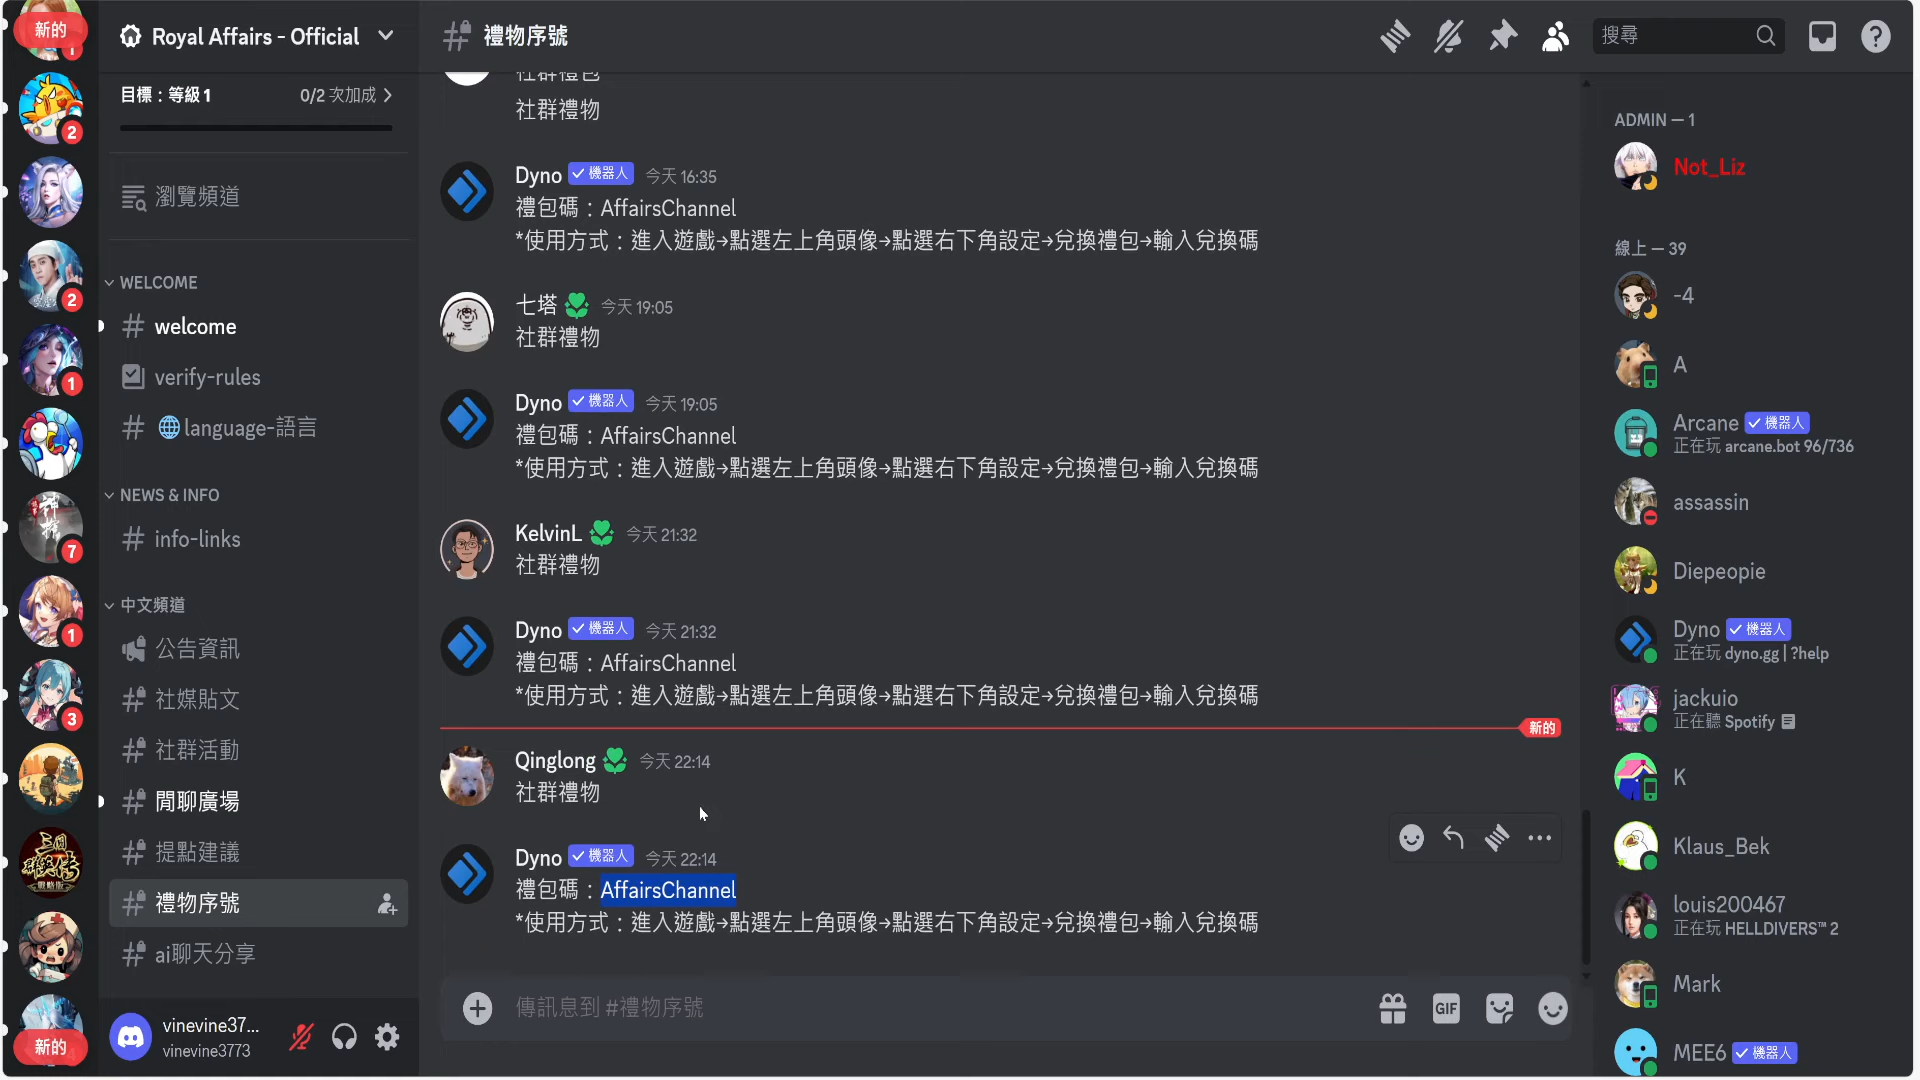 新的
1
2
2
1
7
1
3
新的
Royal Affairs - Official
目標：等級 1
0/2 次加成
瀏覽頻道
WELCOME
welcome
verify-rules
language-語言
NEWS & INFO
info-links
中文頻道
公告資訊
社媒貼文
社群活動
閒聊廣場
提點建議
禮物序號
ai聊天分享
vinevine37...
vinevine3773
禮物序號
搜尋
社群禮包
社群禮物
Dyno 機器人 今天 16:35
禮包碼：AffairsChannel
*使用方式：進入遊戲→點選左上角頭像→點選右下角設定→兌換禮包→輸入兌換碼
七塔 今天 19:05
社群禮物
Dyno 機器人 今天 19:05
禮包碼：AffairsChannel
*使用方式：進入遊戲→點選左上角頭像→點選右下角設定→兌換禮包→輸入兌換碼
KelvinL 今天 21:32
社群禮物
Dyno 機器人 今天 21:32
禮包碼：AffairsChannel
*使用方式：進入遊戲→點選左上角頭像→點選右下角設定→兌換禮包→輸入兌換碼
新的
Qinglong 今天 22:14
社群禮物
Dyno 機器人 今天 22:14
禮包碼：AffairsChannel
*使用方式：進入遊戲→點選左上角頭像→點選右下角設定→兌換禮包→輸入兌換碼
傳訊息到 #禮物序號
GIF
ADMIN — 1
Not_Liz
線上 — 39
-4
A
Arcane 機器人
正在玩 arcane.bot 96/736
assassin
Diepeopie
Dyno 機器人
正在玩 dyno.gg | ?help
jackuio
正在聽 Spotify
K
Klaus_Bek
louis200467
正在玩 HELLDIVERS™ 2
Mark
MEE6 機器人